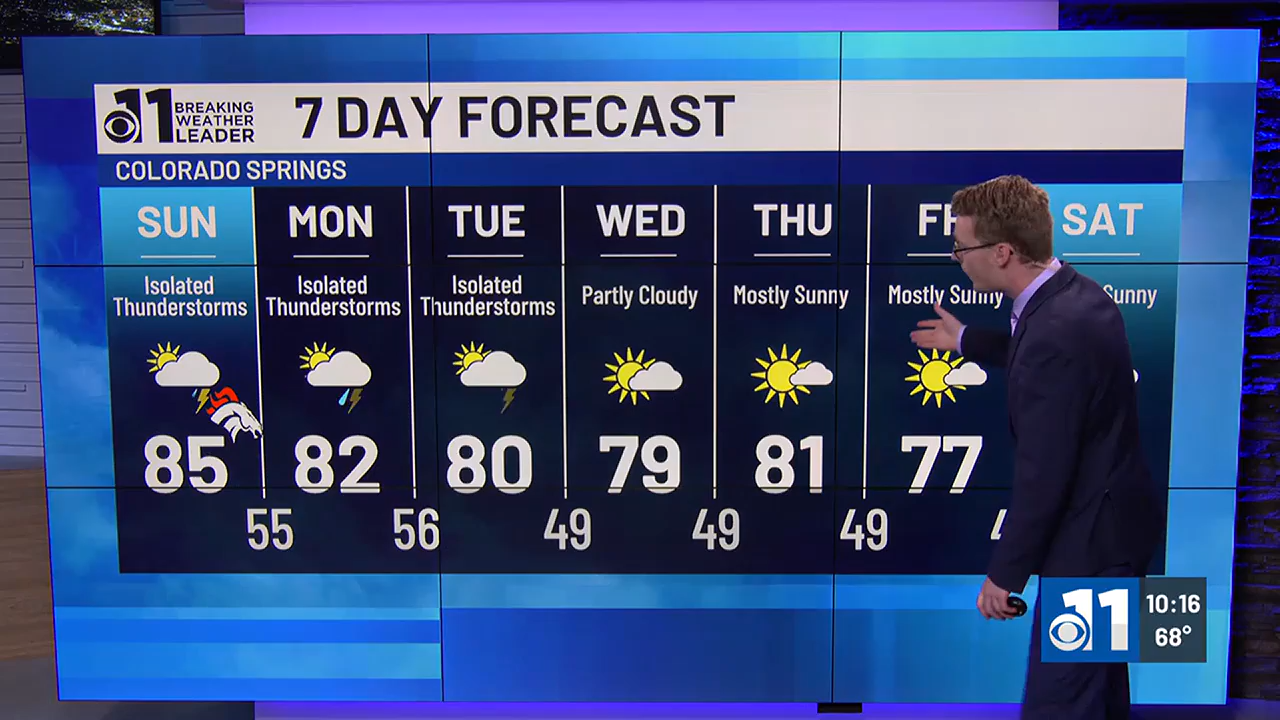 11 BREAKING
WEATHER
LEADER
7 DAY FORECAST
COLORADO SPRINGS
SUN MON TUE WED THU SAT
Isolated Thunderstorms
Isolated Thunderstorms
Isolated Thunderstorms
Partly Cloudy
Mostly Sunny
Mostly Sunny
Sunny
85 82 80 79 81 77
55 56 49 49 49
11
10:16
68°